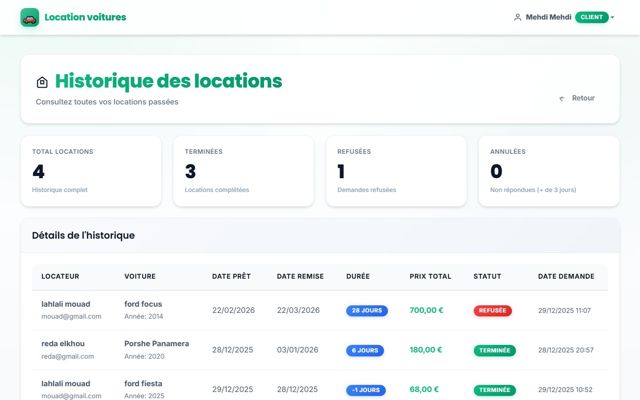 Location voitures
Mehdi Mehdi CLIENT
Historique des locations
Consultez toutes vos locations passées
Retour
TOTAL LOCATIONS
4
Historique complet
TERMINÉES
3
Locations complétées
REFUSÉES
1
Demandes refusées
ANNULÉES
0
Non répondues (+ de 3 jours)
Détails de l'historique
LOCATEUR VOITURE DATE PRÊT DATE REMISE DURÉE PRIX TOTAL STATUT DATE DEMANDE
lahlali mouad ford focus 22/02/2026 22/03/2026 28 JOURS 700,00 € REFUSÉE 29/12/2025 11:07
mouad@gmail.com Année: 2014
reda elkhou Porshe Panamera 28/12/2025 03/01/2026 6 JOURS 180,00 € TERMINÉE 28/12/2025 20:57
reda@gmail.com Année: 2020
lahlali mouad ford fiesta 29/12/2025 28/12/2025 -1 JOURS 68,00 € TERMINÉE 29/12/2025 10:52
mouad@gmail.com Année: 2025